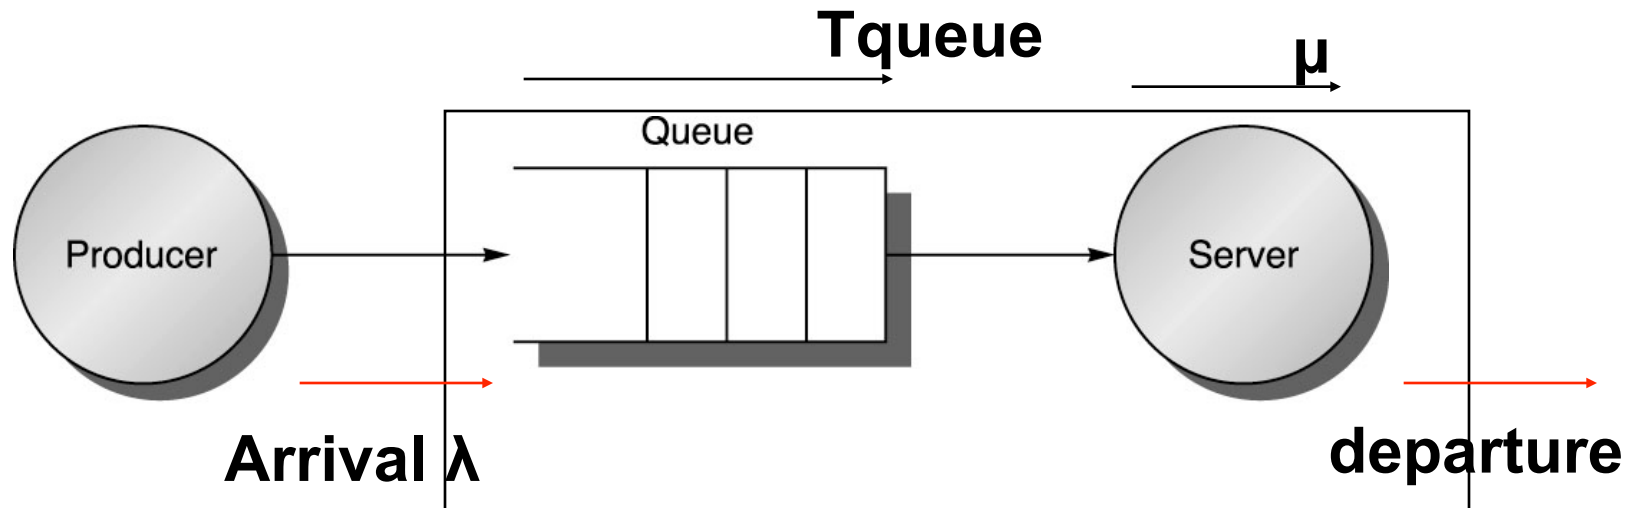 Tqueue
μ
Queue
Producer
Server
Arrival λ
departure